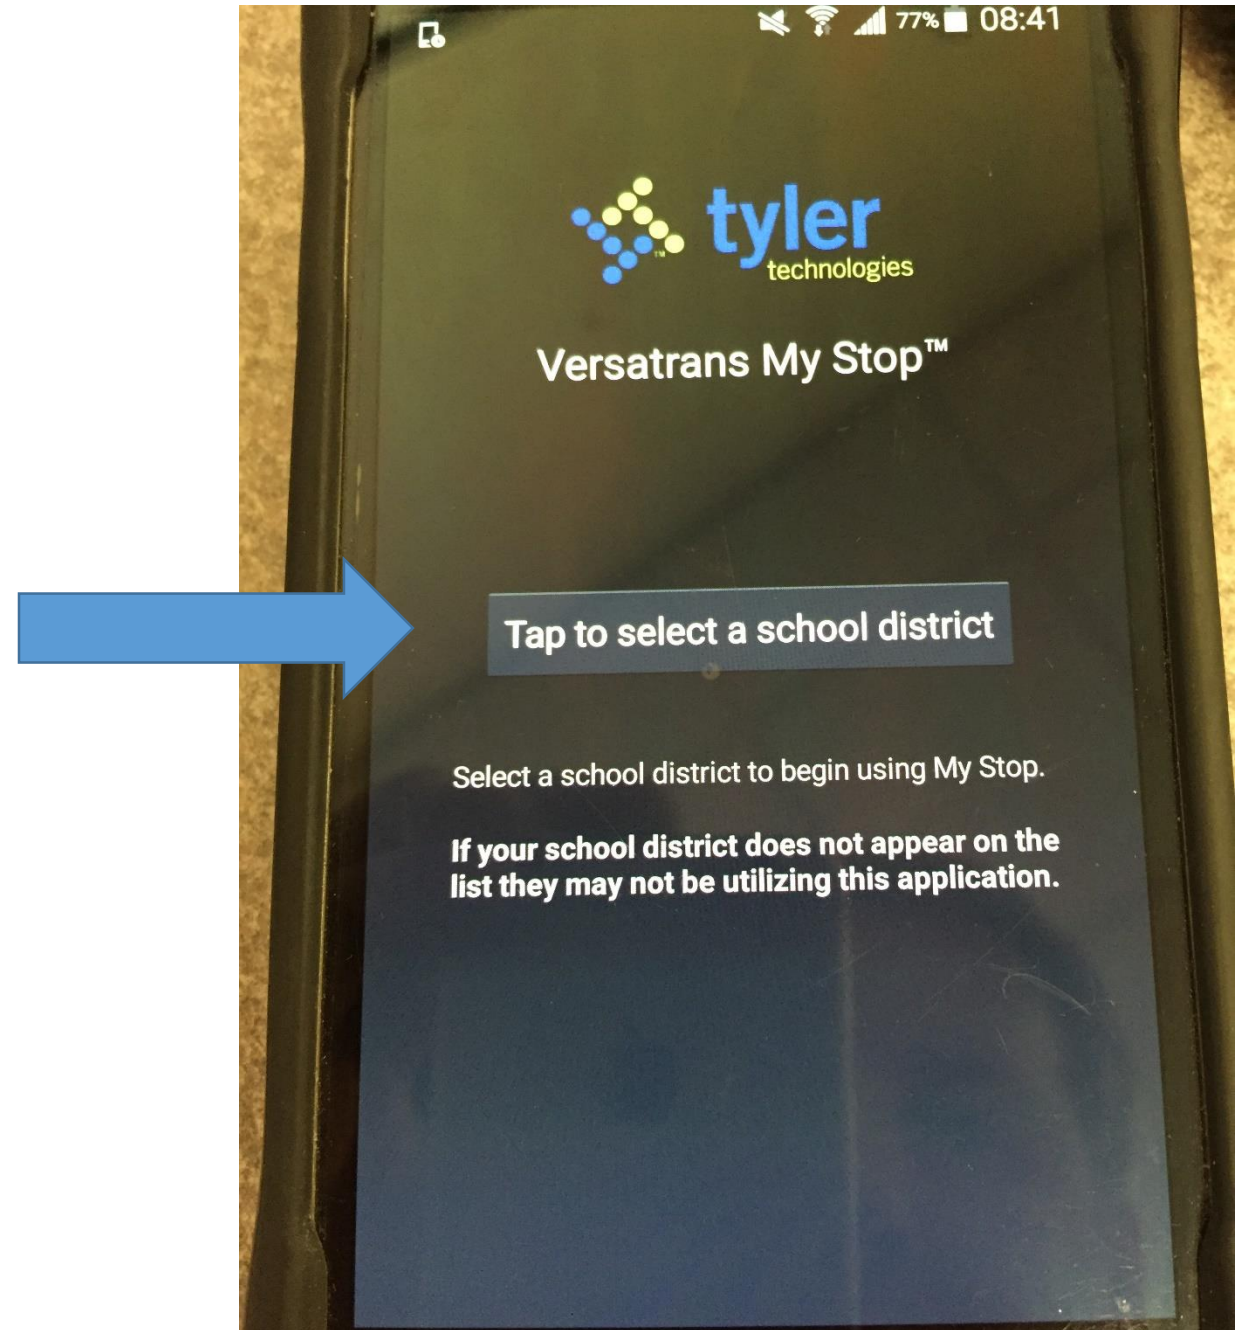 77% 08:41
tyler
technologies
Versatrans My Stop™
Tap to select a school district
Select a school district to begin using My Stop.
If your school district does not appear on the
list they may not be utilizing this application.